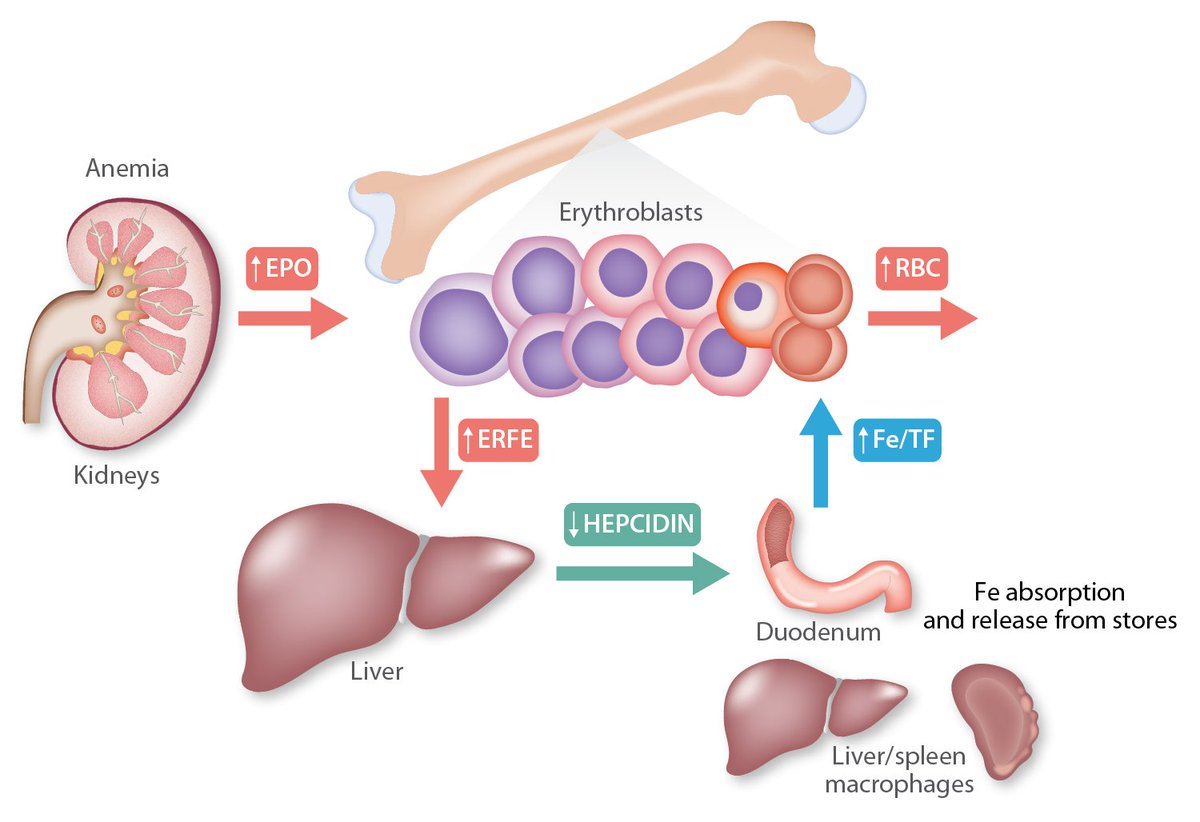 Anemia
Kidneys
↑EPO
Erythroblasts
↑RBC
↑ERFE
↑Fe/TF
↓HEPCIDIN
Liver
Duodenum
Fe absorption
and release from stores
Liver/spleen
macrophages